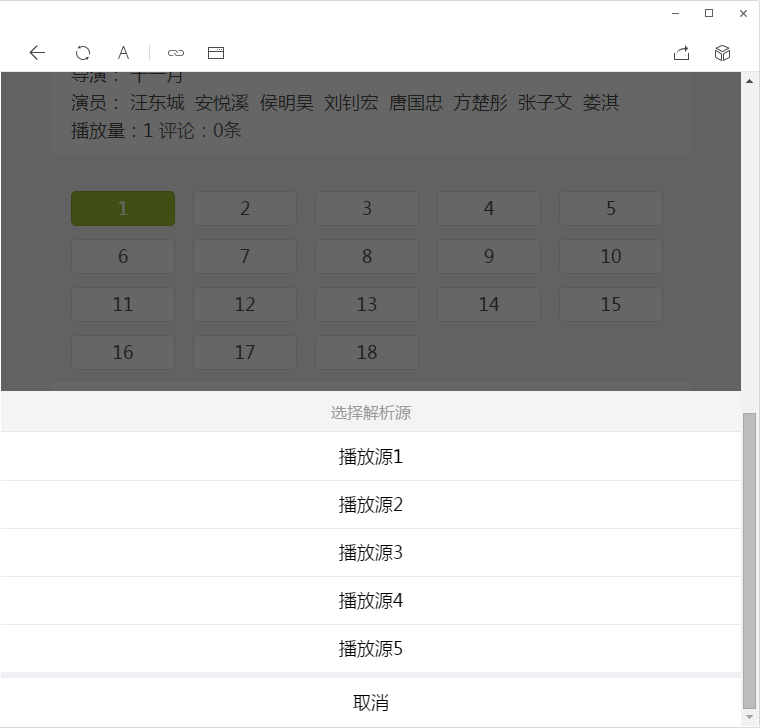 A
导演： 十一月
演员： 汪东城 安悦溪 侯明昊 刘钊宏 唐国忠 方楚彤 张子文 娄淇
播放量：1 评论：0条
1 2 3 4 5
6 7 8 9 10
11 12 13 14 15
16 17 18
选择解析源
播放源1
播放源2
播放源3
播放源4
播放源5
取消